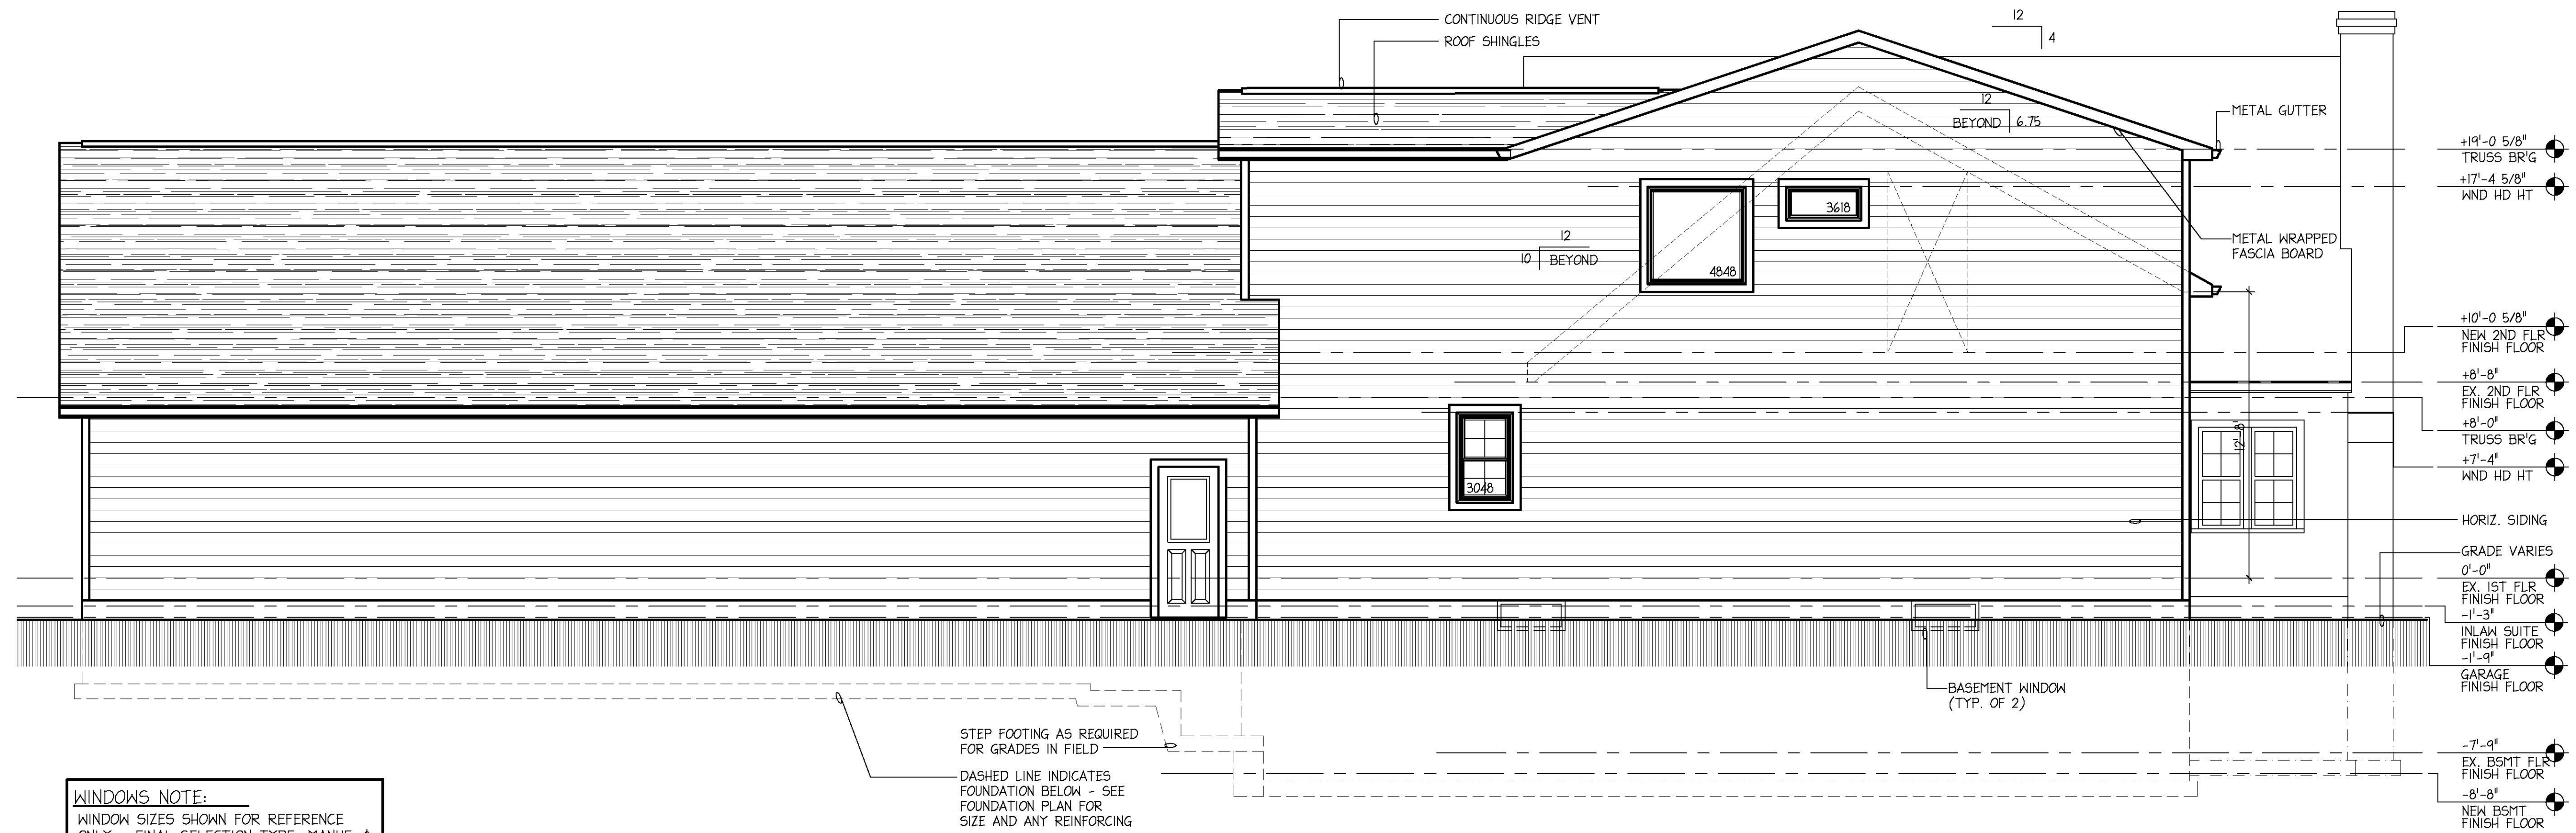 CONTINUOUS RIDGE VENT
ROOF SHINGLES
12
4
12
BEYOND 6.75
METAL GUTTER
METAL WRAPPED
FASCIA BOARD
12
10 BEYOND
4848
3618
3048
12'-8"
+19'-0 5/8"
TRUSS BR'G
+17'-4 5/8"
WND HD HT
+10'-0 5/8"
NEW 2ND FLR
FINISH FLOOR
+8'-8"
EX. 2ND FLR
FINISH FLOOR
+8'-0"
TRUSS BR'G
+7'-4"
WND HD HT
HORIZ. SIDING
GRADE VARIES
0'-0"
EX. 1ST FLR
FINISH FLOOR
-1'-3"
INLAW SUITE
FINISH FLOOR
-1'-9"
GARAGE
FINISH FLOOR
-7'-9"
EX. BSMT FLR
FINISH FLOOR
-8'-8"
NEW BSMT
FINISH FLOOR
BASEMENT WINDOW
(TYP. OF 2)
STEP FOOTING AS REQUIRED
FOR GRADES IN FIELD
DASHED LINE INDICATES
FOUNDATION BELOW - SEE
FOUNDATION PLAN FOR
SIZE AND ANY REINFORCING
WINDOWS NOTE:
WINDOW SIZES SHOWN FOR REFERENCE
ONLY - FINAL SELECTION TYPE, MANUF. &